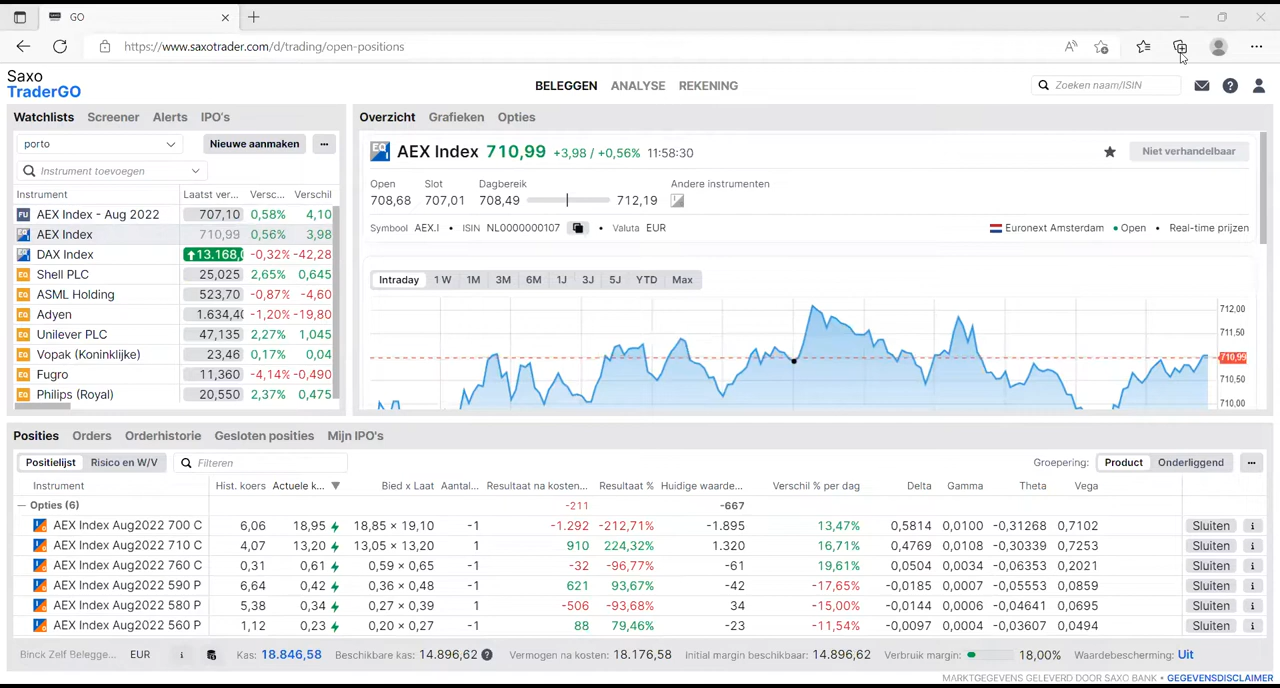 GO
https://www.saxotrader.com/d/trading/open-positions
Saxo
TraderGO
BELEGGEN ANALYSE REKENING
Zoeken naam/ISIN
Watchlists Screener Alerts IPO's
porto
Nieuwe aanmaken
Instrument toevoegen
Instrument Laatst ver... Versc... Verschil
FU AEX Index - Aug 2022 707,10 0,58% 4,10
AEX Index 710,99 0,56% 3,98
DAX Index 13.168,0 -0,32% -42,28
EQ Shell PLC 25,025 2,65% 0,645
EQ ASML Holding 523,70 -0,87% -4,60
EQ Adyen 1.634,40 -1,20% -19,80
EQ Unilever PLC 47,135 2,27% 1,045
EQ Vopak (Koninklijke) 23,46 0,17% 0,04
EQ Fugro 11,360 -4,14% -0,490
EQ Philips (Royal) 20,550 2,37% 0,475
Overzicht Grafieken Opties
EQ I AEX Index 710,99 +3,98 / +0,56% 11:58:30
Niet verhandelbaar
Open Slot Dagbereik Andere instrumenten
708,68 707,01 708,49 712,19
Symbool AEX.I • ISIN NL0000000107 • Valuta EUR
Euronext Amsterdam • Open • Real-time prijzen
Intraday 1 W 1M 3M 6M 1J 3J 5J YTD Max
712,00
711,50
710,99
710,50
710,00
Posities Orders Orderhistorie Gesloten posities Mijn IPO's
Positielijst Risico en W/V Filteren
Groepering: Product Onderliggend
Instrument Hist. koers Actuele k... Bied x Laat Aantal... Resultaat na kosten... Resultaat % Huidige waarde... Verschil % per dag Delta Gamma Theta Vega
Opties (6) -211 -667
AEX Index Aug2022 700 C 6,06 18,95 18,85 × 19,10 -1 -1.292 -212,71% -1.895 13,47% 0,5814 0,0100 -0,31268 0,7102 Sluiten i
AEX Index Aug2022 710 C 4,07 13,20 13,05 × 13,20 1 910 224,32% 1.320 16,71% 0,4769 0,0108 -0,30339 0,7253 Sluiten i
AEX Index Aug2022 760 C 0,31 0,61 0,59 × 0,65 -1 -32 -96,77% -61 19,61% 0,0504 0,0034 -0,06353 0,2021 Sluiten i
AEX Index Aug2022 590 P 6,64 0,42 0,36 × 0,48 -1 621 93,67% -42 -17,65% -0,0185 0,0007 -0,05553 0,0859 Sluiten i
AEX Index Aug2022 580 P 5,38 0,34 0,27 × 0,39 1 -506 -93,68% 34 -15,00% -0,0144 0,0006 -0,04641 0,0695 Sluiten i
AEX Index Aug2022 560 P 1,12 0,23 0,20 × 0,27 -1 88 79,46% -23 -11,54% -0,0097 0,0004 -0,03607 0,0494 Sluiten i
Binck Zelf Belegge... EUR i Kas: 18.846,58 Beschikbare kas: 14.896,62 Vermogen na kosten: 18.176,58 Initial margin beschikbaar: 14.896,62 Verbruik margin: 18,00% Waardebescherming: Uit
MARKTGEGEVENS GELEVERD DOOR SAXO BANK • GEGEVENSDISCLAIMER